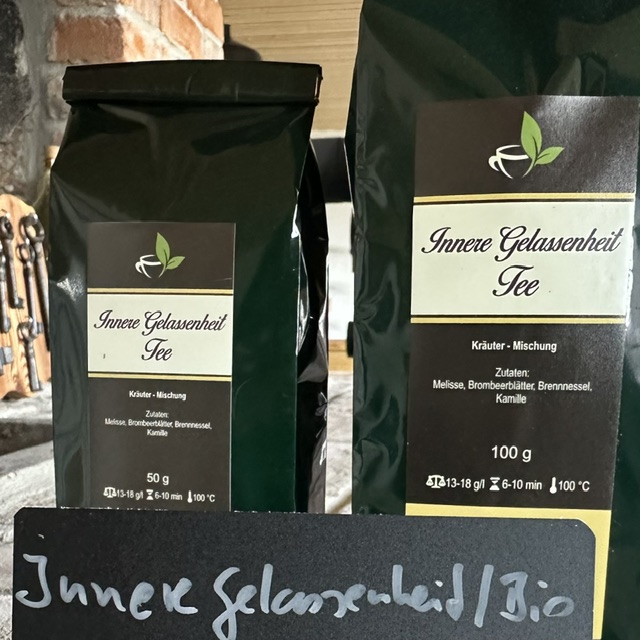 Innere Gelassenheit
Tee
Kräuter - Mischung
Zutaten:
Melisse, Brombeerblätter, Brennnessel,
Kamille
50 g
13-18 g/l 6-10 min 100 °C
Innere Gelassenheit
Tee
Kräuter - Mischung
Zutaten:
Melisse, Brombeerblätter, Brennnessel,
Kamille
100 g
13-18 g/l 6-10 min 100 °C
Innere Gelassenheid/Bio